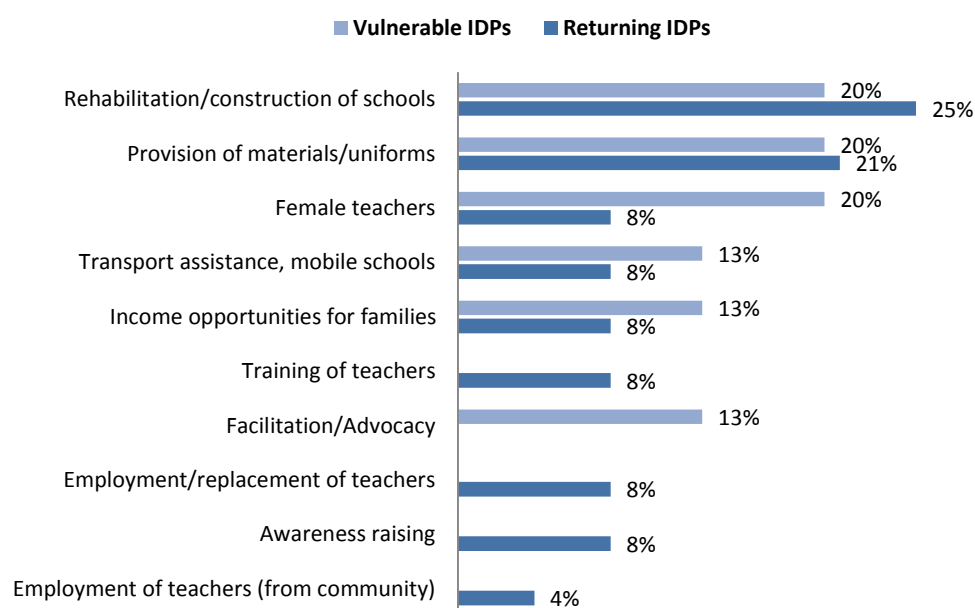 Vulnerable IDPs Returning IDPs
Rehabilitation/construction of schools 20%
25%
Provision of materials/uniforms 20%
21%
Female teachers 20%
8%
Transport assistance, mobile schools 13%
8%
Income opportunities for families 13%
8%
Training of teachers 8%
Facilitation/Advocacy 13%
Employment/replacement of teachers 8%
Awareness raising 8%
Employment of teachers (from community) 4%